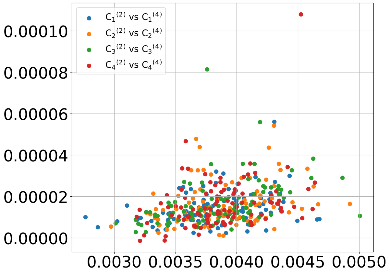 C₁⁽²⁾ vs C₁⁽⁴⁾
C₂⁽²⁾ vs C₂⁽⁴⁾
C₃⁽²⁾ vs C₃⁽⁴⁾
C₄⁽²⁾ vs C₄⁽⁴⁾
0.00010
0.00008
0.00006
0.00004
0.00002
0.00000
0.0030 0.0035 0.0040 0.0045 0.0050